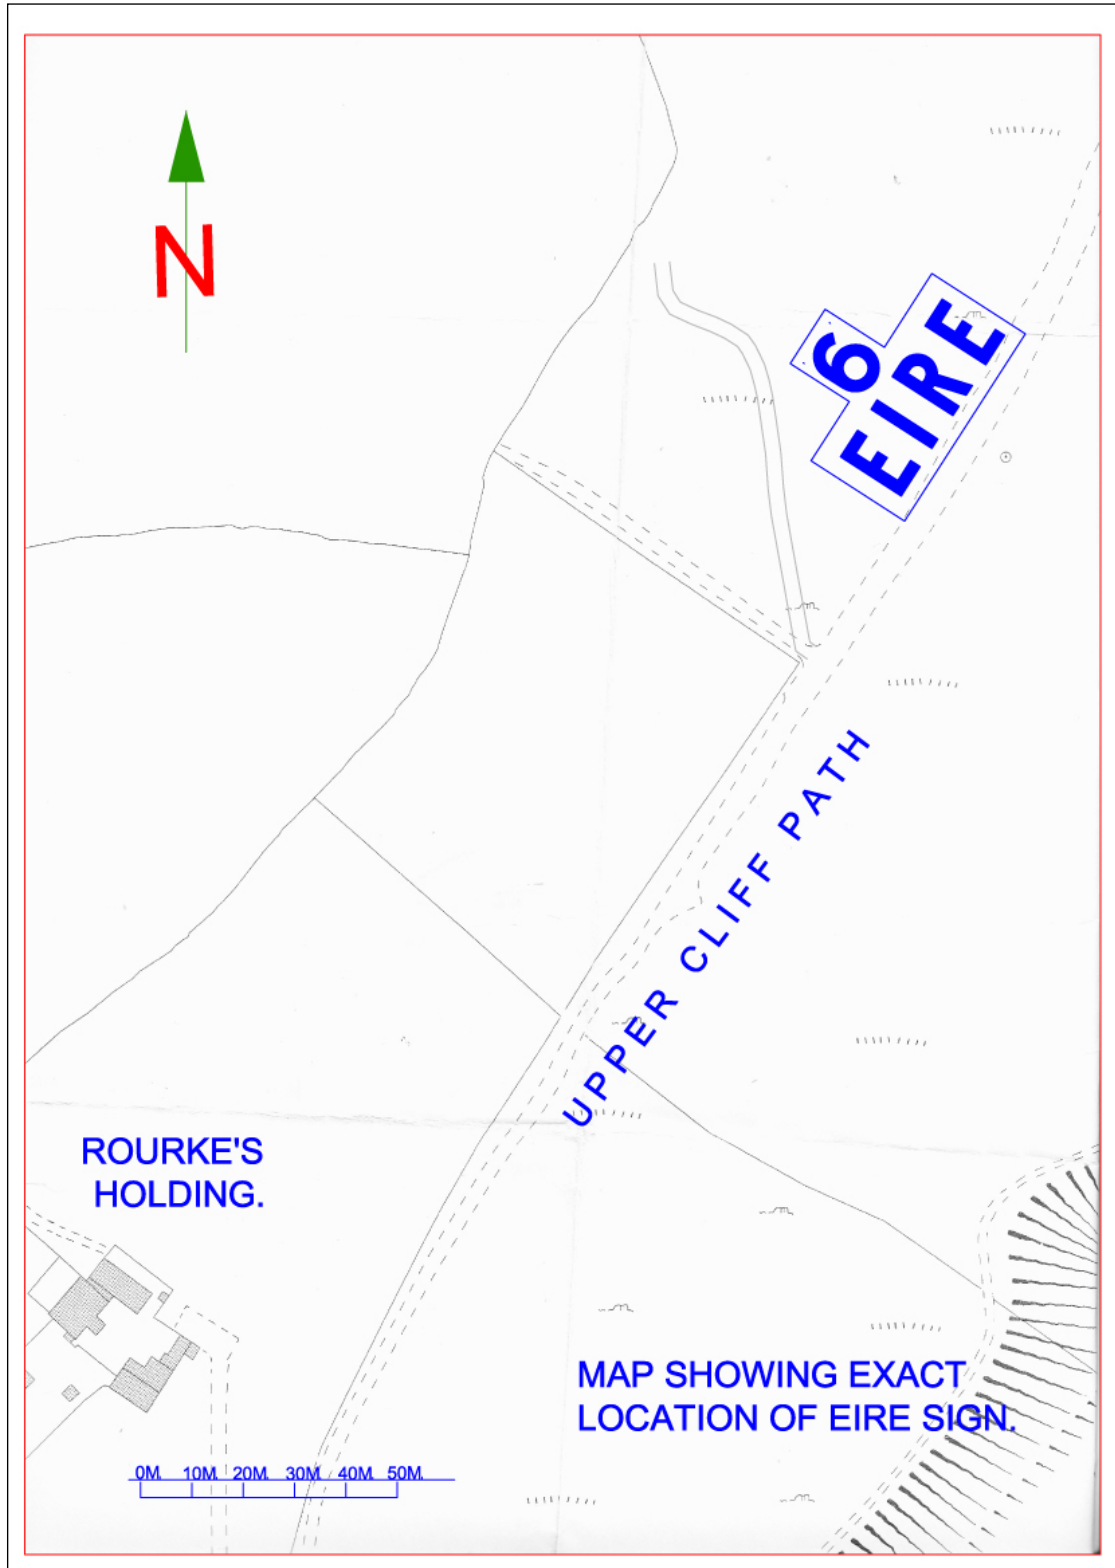 N
6
EIRE
UPPER CLIFF PATH
ROURKE'S
HOLDING.
MAP SHOWING EXACT
LOCATION OF EIRE SIGN.
0M. 10M. 20M. 30M. 40M. 50M.